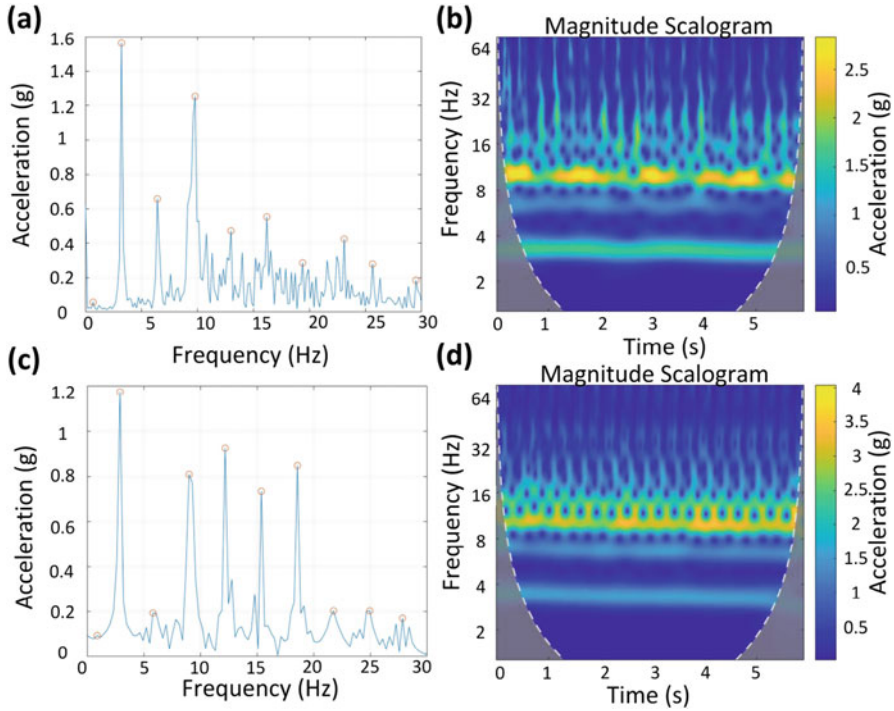 (a)
1.6
1.4
1.2
1
0.8
0.6
0.4
0.2
0
Acceleration (g)
0 5 10 15 20 25 30
Frequency (Hz)
(b)
Magnitude Scalogram
64
32
16
8
4
2
Frequency (Hz)
0 1 2 3 4 5
Time (s)
2.5
2
1.5
1
0.5
Acceleration (g)
(c)
1.2
1
0.8
0.6
0.4
0.2
0
Acceleration (g)
0 5 10 15 20 25 30
Frequency (Hz)
(d)
Magnitude Scalogram
64
32
16
8
4
2
Frequency (Hz)
0 1 2 3 4 5
Time (s)
4
3.5
3
2.5
2
1.5
1
0.5
Acceleration (g)